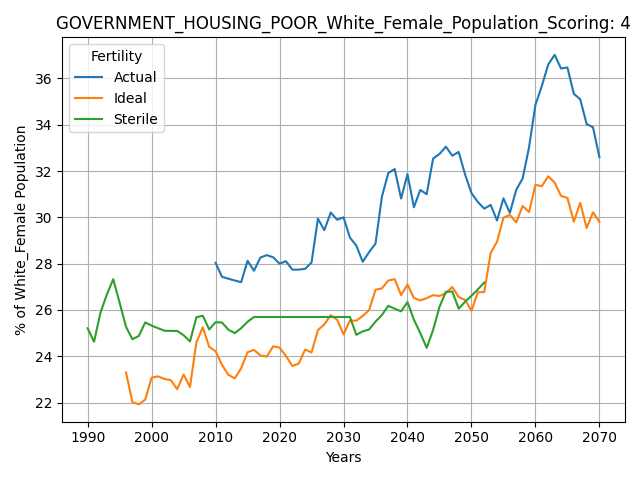 GOVERNMENT_HOUSING_POOR_White_Female_Population_Scoring: 4
Fertility
Actual
Ideal
Sterile
% of White_Female Population
36
34
32
30
28
26
24
22
1990 2000 2010 2020 2030 2040 2050 2060 2070
Years